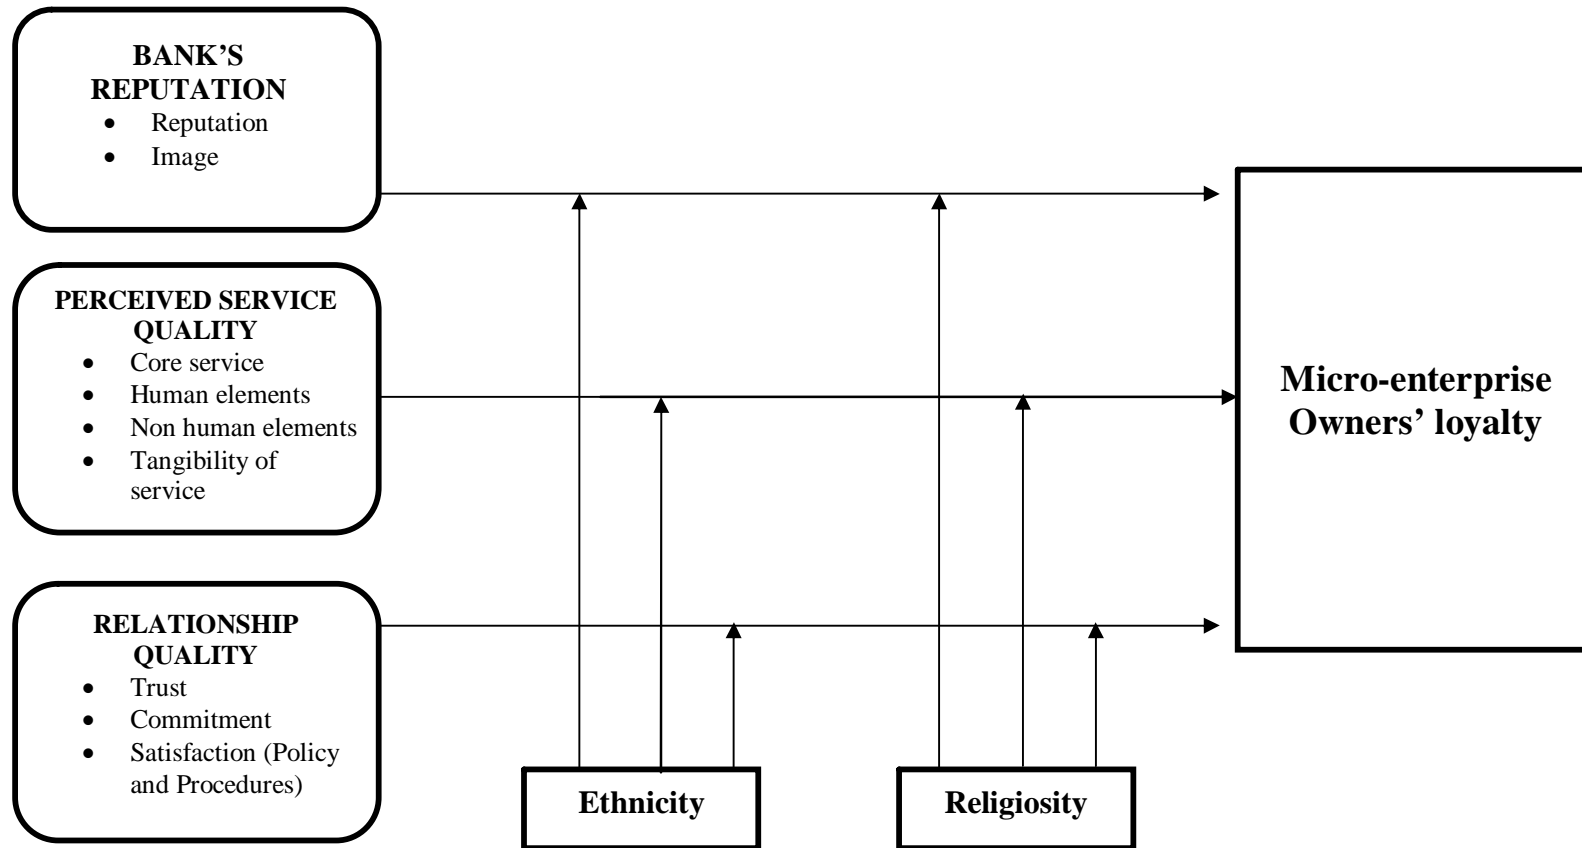 BANK’S
REPUTATION
• Reputation
• Image
PERCEIVED SERVICE
QUALITY
• Core service
• Human elements
• Non human elements
• Tangibility of
service
RELATIONSHIP
QUALITY
• Trust
• Commitment
• Satisfaction (Policy
and Procedures)
Ethnicity
Religiosity
Micro-enterprise
Owners’ loyalty